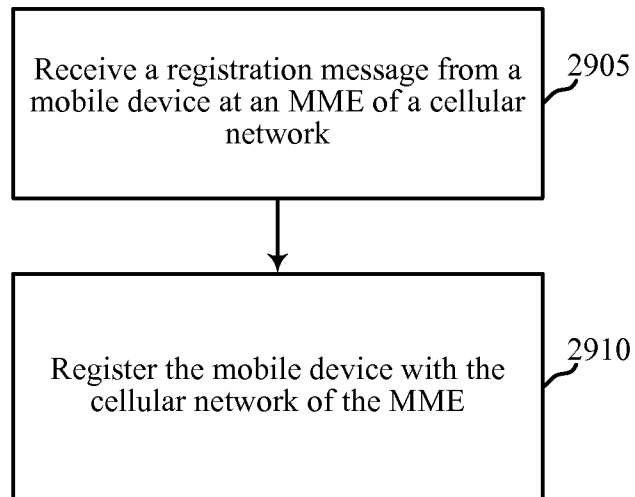 Receive a registration message from a
mobile device at an MME of a cellular
network
2905
Register the mobile device with the
cellular network of the MME
2910